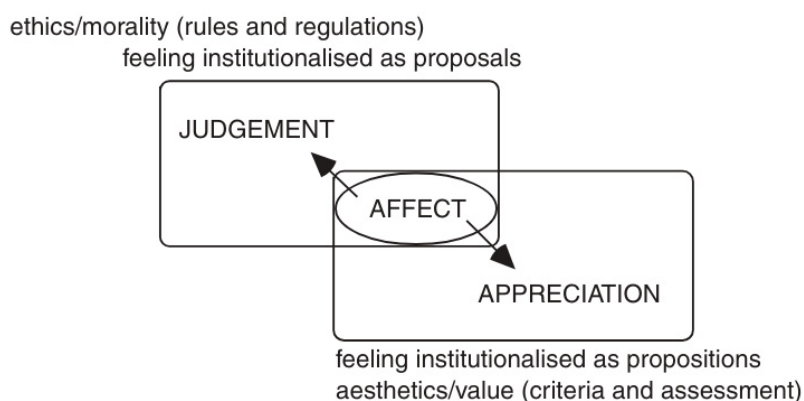 ethics/morality (rules and regulations)
feeling institutionalised as proposals
JUDGEMENT
AFFECT
APPRECIATION
feeling institutionalised as propositions
aesthetics/value (criteria and assessment)